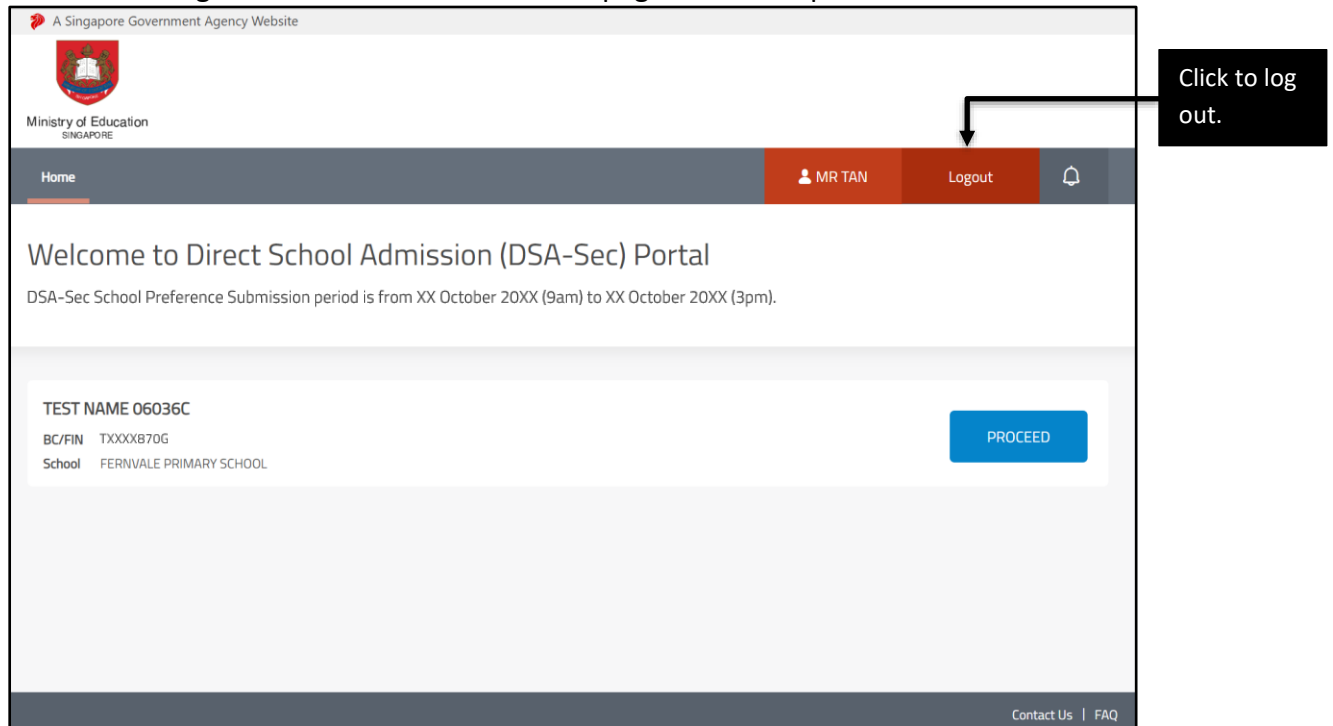 A Singapore Government Agency Website
Ministry of Education
SINGAPORE
Click to log
out.
Home
MR TAN
Logout
Welcome to Direct School Admission (DSA-Sec) Portal
DSA-Sec School Preference Submission period is from XX October 20XX (9am) to XX October 20XX (3pm).
TEST NAME 06036C
BC/FIN TXXXX870G
School FERNVALE PRIMARY SCHOOL
PROCEED
Contact Us | FAQ